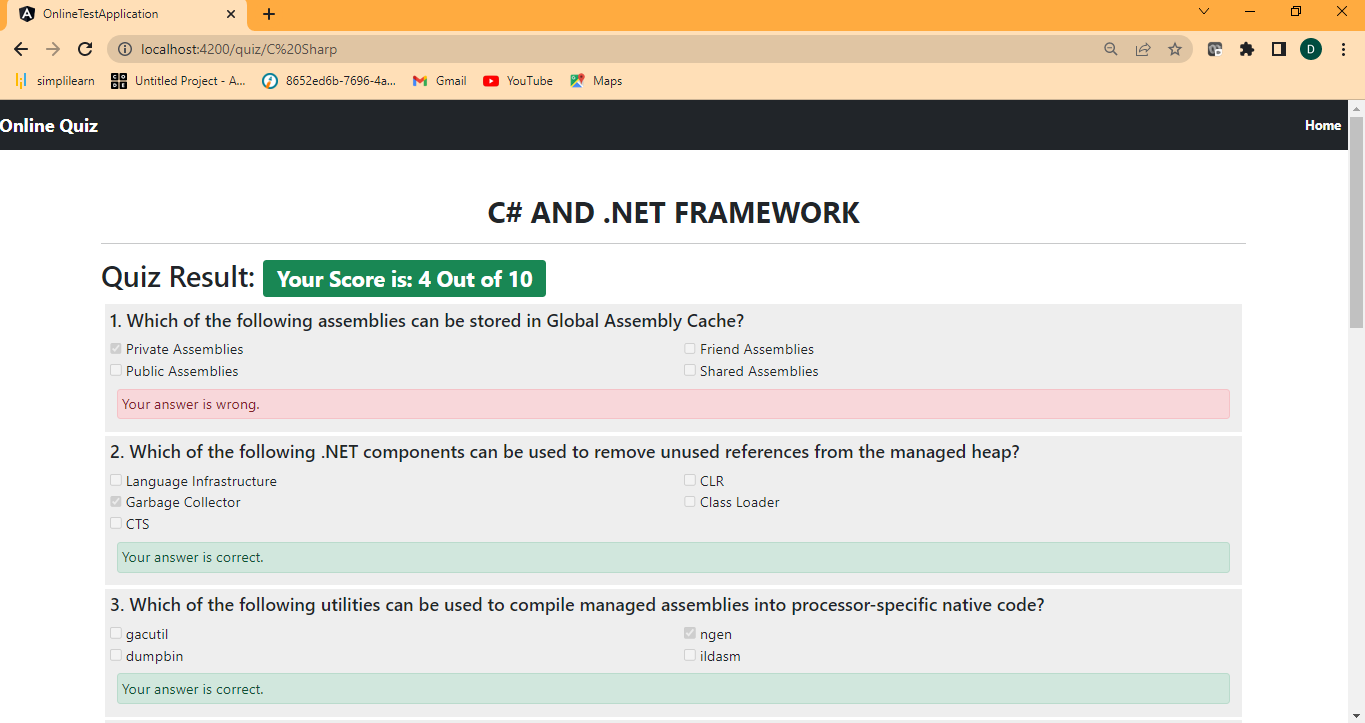 OnlineTestApplication
localhost:4200/quiz/C%20Sharp
D
simplilearn
CODE
Untitled Project - A...
8652ed6b-7696-4a...
Gmail
YouTube
Maps
Online Quiz
Home
C# AND .NET FRAMEWORK
Quiz Result: Your Score is: 4 Out of 10
1. Which of the following assemblies can be stored in Global Assembly Cache?
Private Assemblies
Friend Assemblies
Public Assemblies
Shared Assemblies
Your answer is wrong.
2. Which of the following .NET components can be used to remove unused references from the managed heap?
Language Infrastructure
CLR
Garbage Collector
Class Loader
CTS
Your answer is correct.
3. Which of the following utilities can be used to compile managed assemblies into processor-specific native code?
gacutil
ngen
dumpbin
ildasm
Your answer is correct.